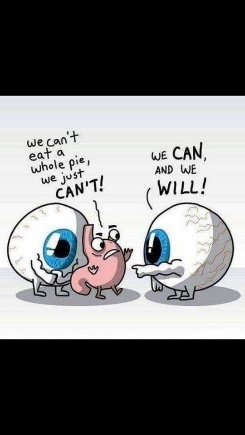 we can't
eat a
whole pie,
we just
CAN'T!
WE CAN,
AND WE
WILL!